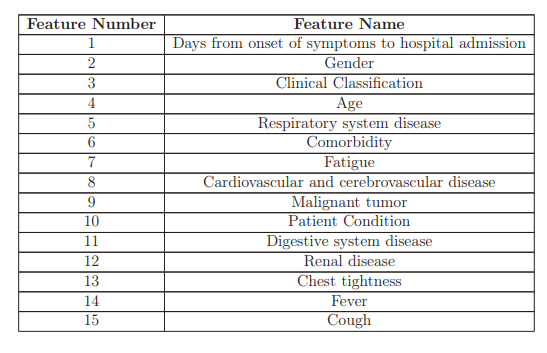 Feature Number Feature Name
1 Days from onset of symptoms to hospital admission
2 Gender
3 Clinical Classification
4 Age
5 Respiratory system disease
6 Comorbidity
7 Fatigue
8 Cardiovascular and cerebrovascular disease
9 Malignant tumor
10 Patient Condition
11 Digestive system disease
12 Renal disease
13 Chest tightness
14 Fever
15 Cough